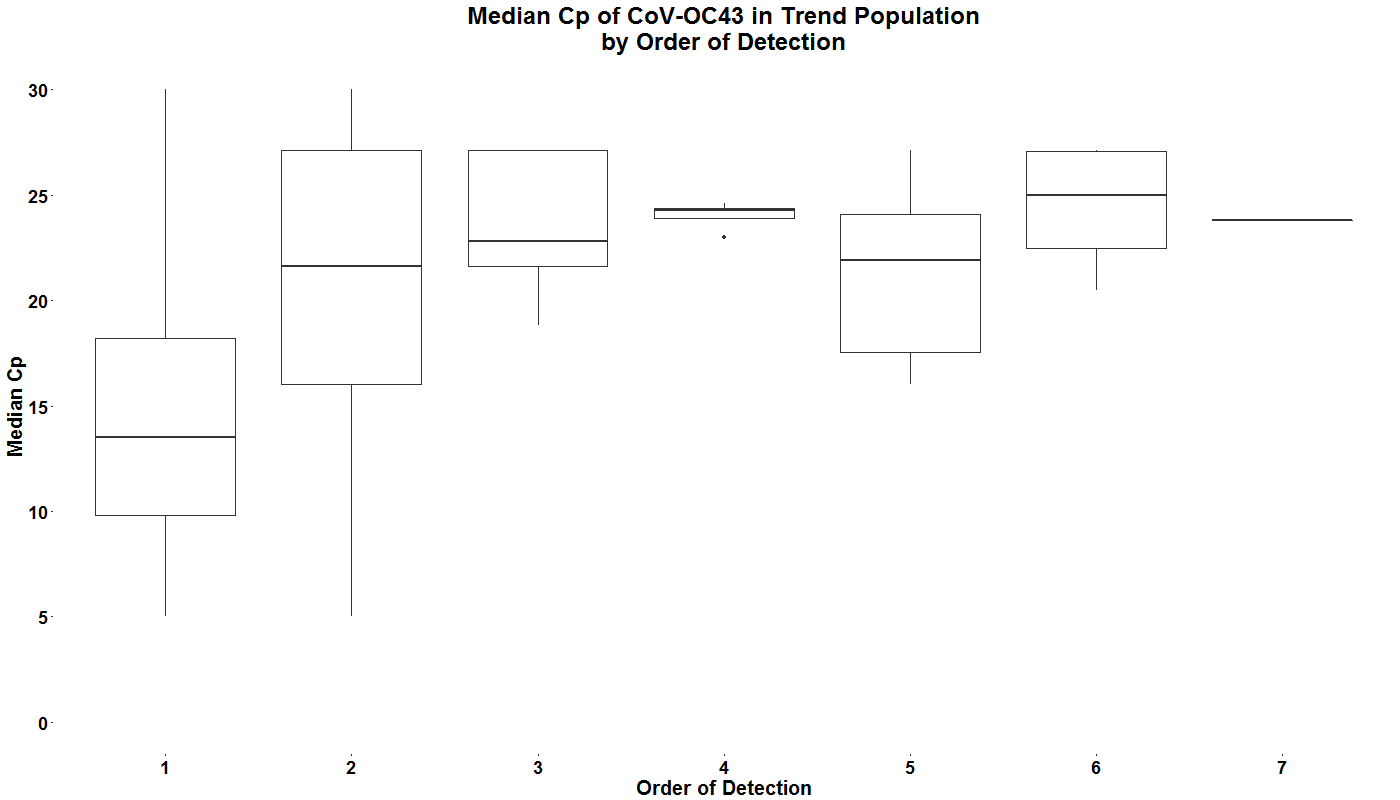 Median Cp of CoV-OC43 in Trend Population
by Order of Detection
30
25
20
15
10
5
0
Median Cp
1 2 3 4 5 6 7
Order of Detection